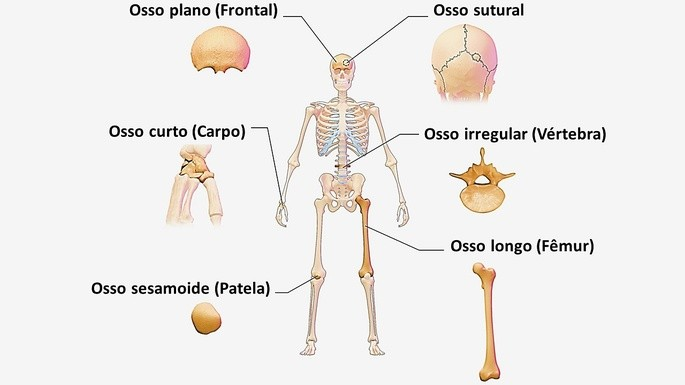 Osso plano (Frontal)
Osso sutural
Osso curto (Carpo)
Osso irregular (Vértebra)
Osso longo (Fêmur)
Osso sesamoide (Patela)